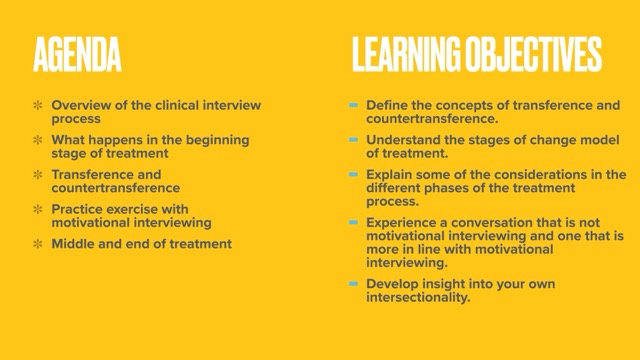 AGENDA
Overview of the clinical interview
process
What happens in the beginning
stage of treatment
Transference and
countertransference
Practice exercise with
motivational interviewing
Middle and end of treatment
LEARNING OBJECTIVES
Define the concepts of transference and
countertransference.
Understand the stages of change model
of treatment.
Explain some of the considerations in the
different phases of the treatment
process.
Experience a conversation that is not
motivational interviewing and one that is
more in line with motivational
interviewing.
Develop insight into your own
intersectionality.